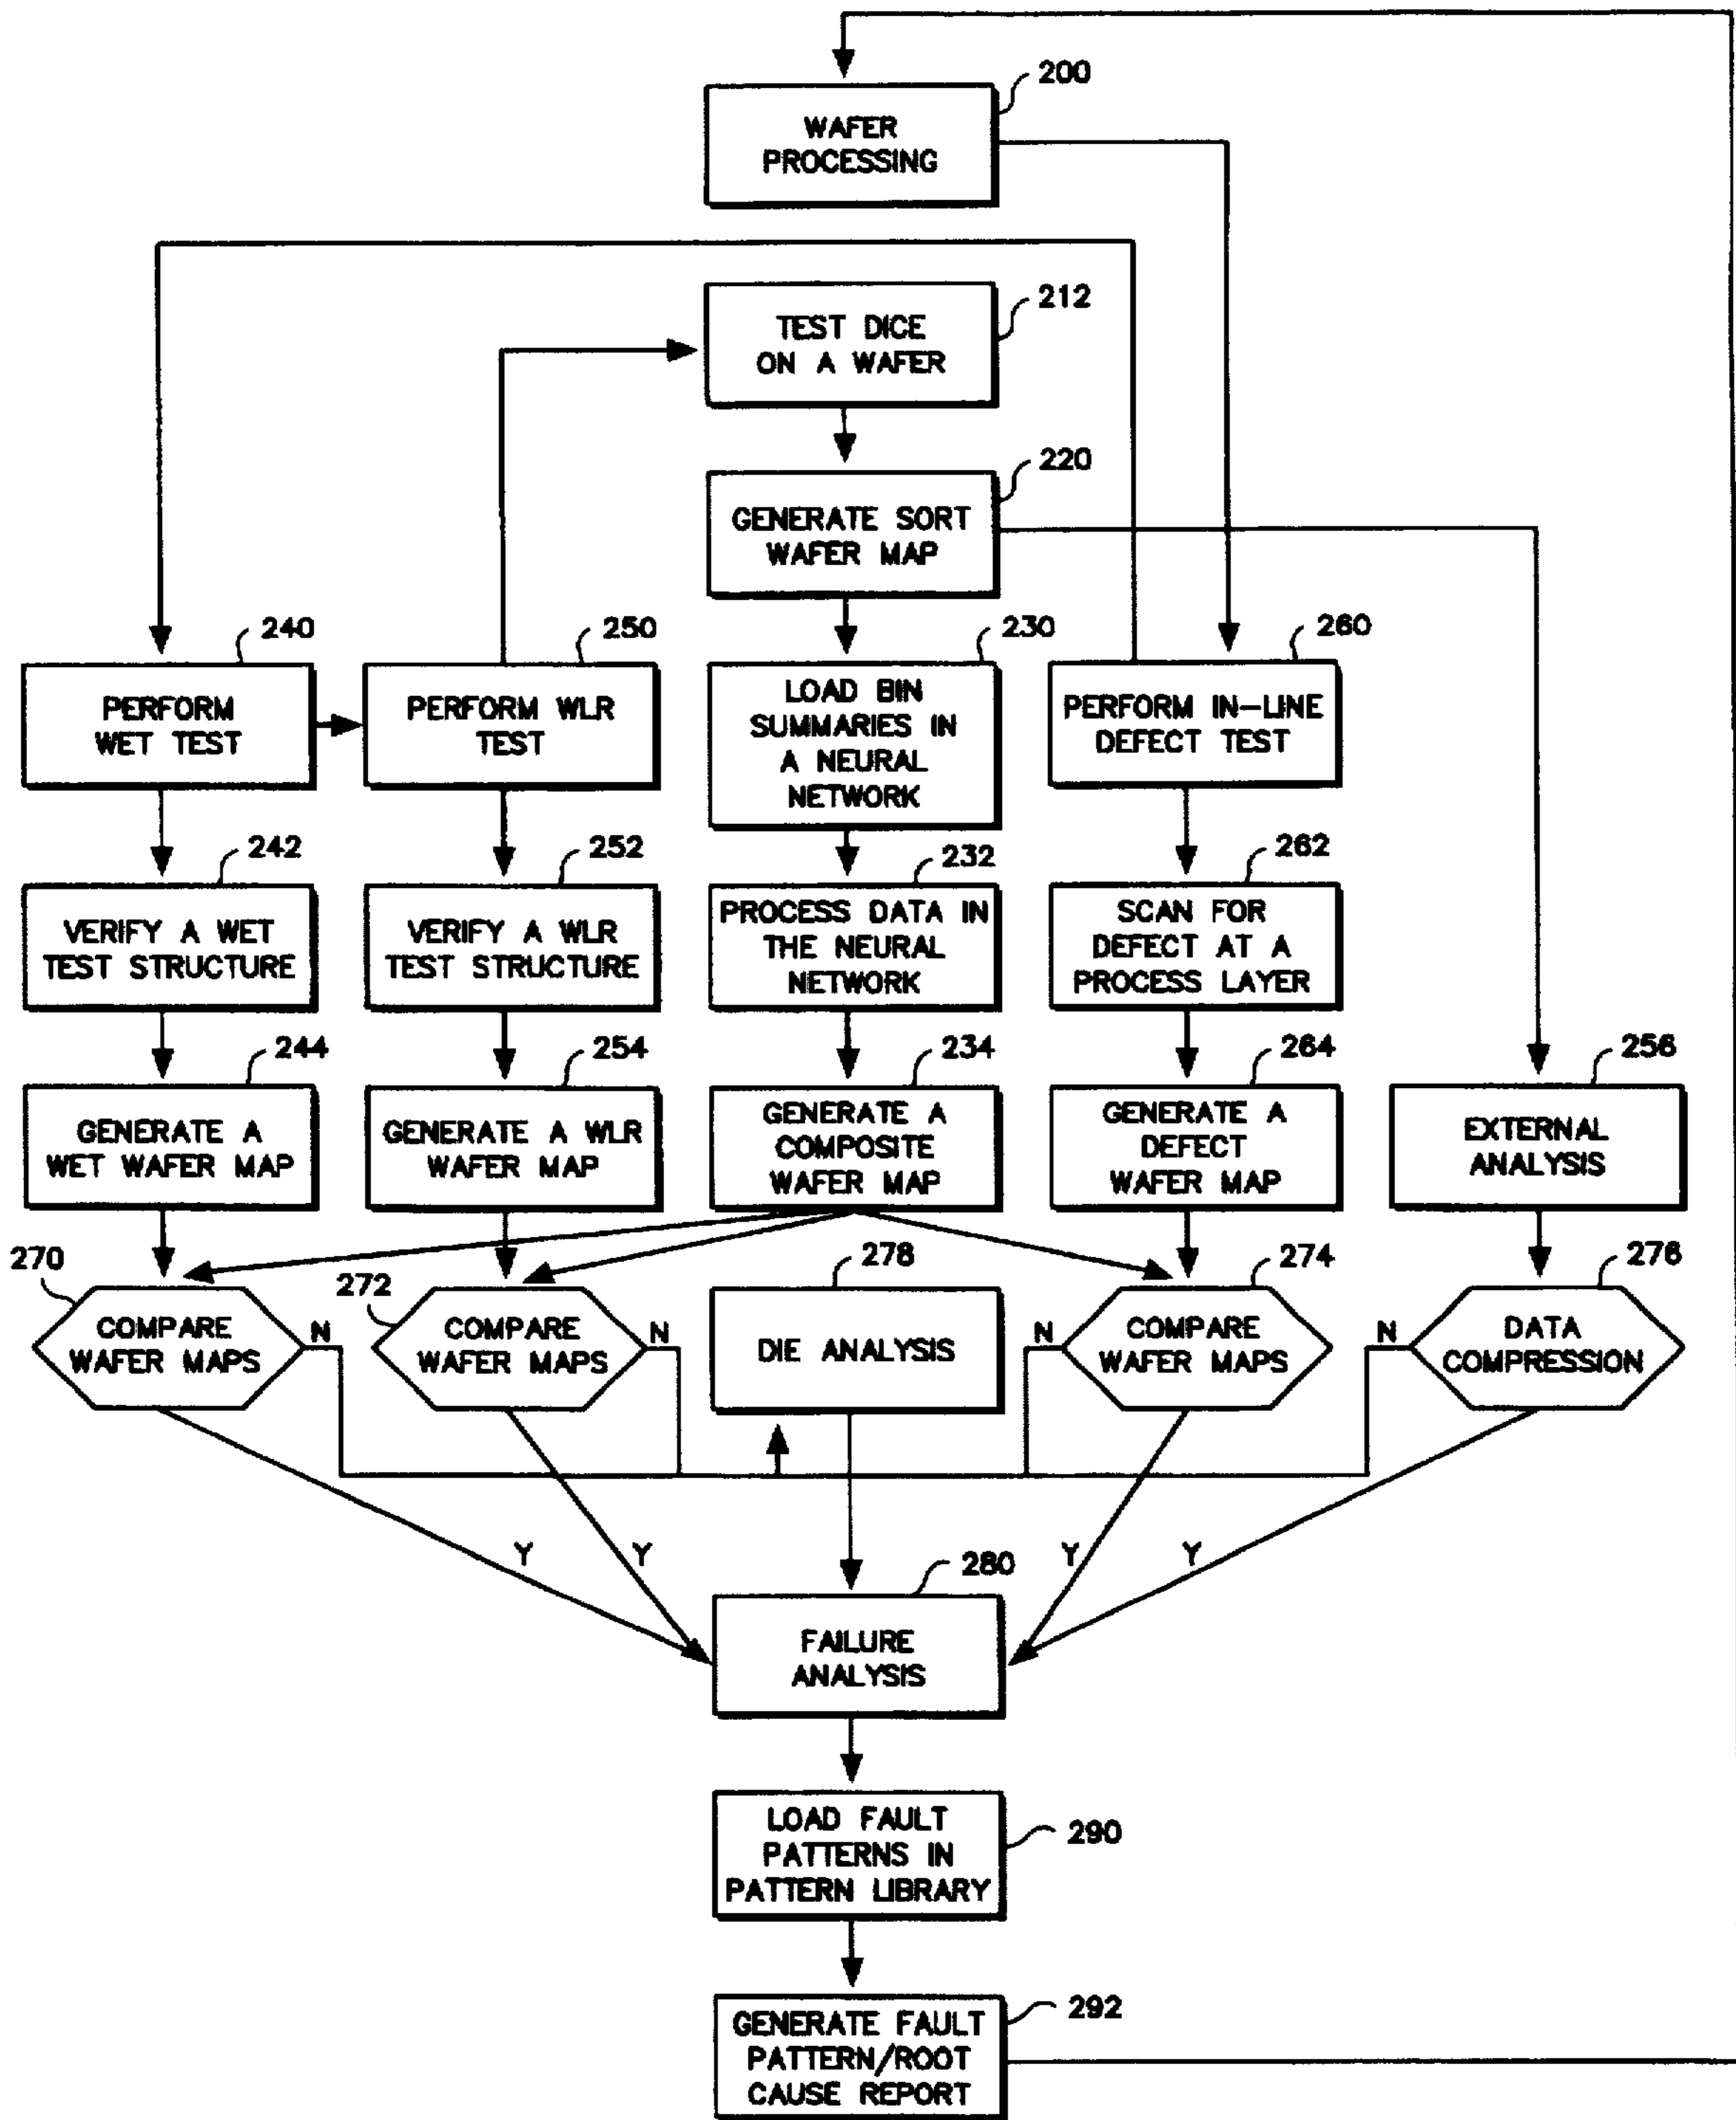 200
WAFER
PROCESSING
212
TEST DICE
ON A WAFER
220
GENERATE SORT
WAFER MAP
240
PERFORM
WET TEST
250
PERFORM WLR
TEST
230
LOAD BIN
SUMMARIES IN
A NEURAL
NETWORK
260
PERFORM IN-LINE
DEFECT TEST
242
VERIFY A WET
TEST STRUCTURE
252
VERIFY A WLR
TEST STRUCTURE
232
PROCESS DATA IN
THE NEURAL
NETWORK
262
SCAN FOR
DEFECT AT A
PROCESS LAYER
244
GENERATE A
WET WAFER MAP
254
GENERATE A WLR
WAFER MAP
234
GENERATE A
COMPOSITE
WAFER MAP
264
GENERATE A
DEFECT
WAFER MAP
256
EXTERNAL
ANALYSIS
270
COMPARE
WAFER MAPS
N
272
COMPARE
WAFER MAPS
N
278
DIE ANALYSIS
274
N
COMPARE
WAFER MAPS
276
N
DATA
COMPRESSION
Y
Y
Y
Y
280
FAILURE
ANALYSIS
LOAD FAULT
PATTERNS IN
PATTERN LIBRARY
290
GENERATE FAULT
PATTERN/ROOT
CAUSE REPORT
292